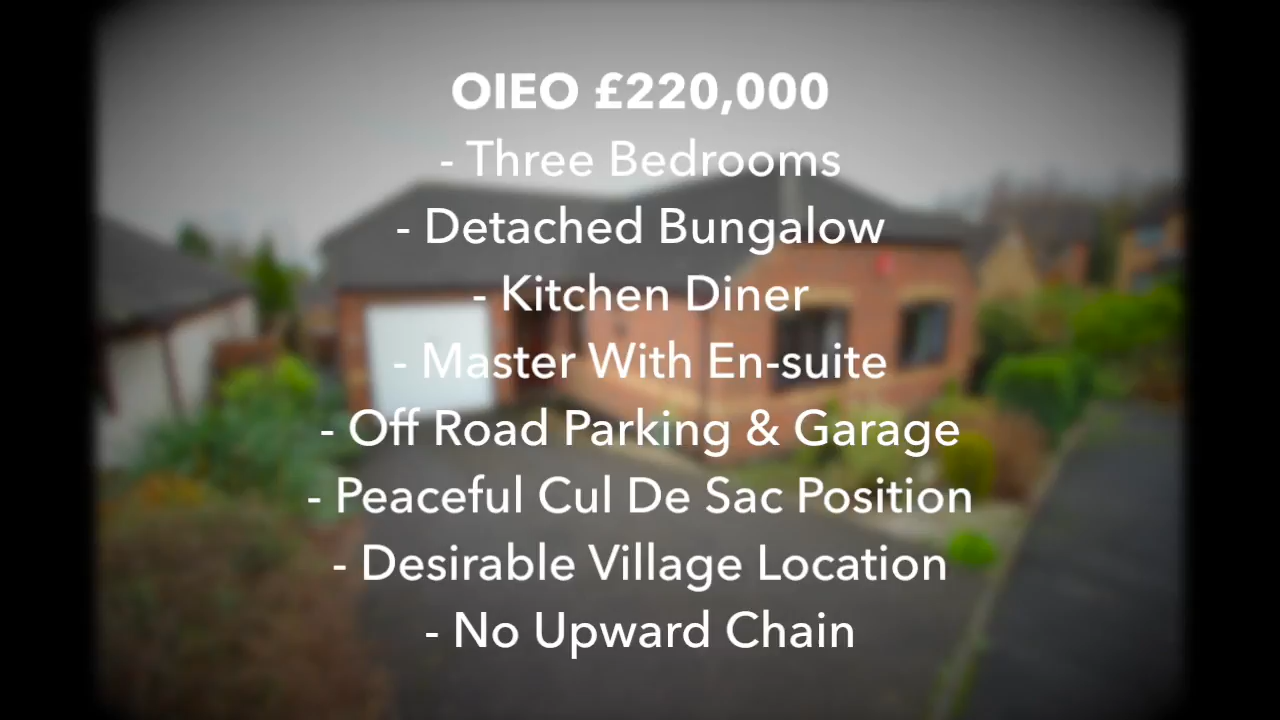 OIEO £220,000
- Three Bedrooms
- Detached Bungalow
- Kitchen Diner
- Master With En-suite
- Off Road Parking & Garage
- Peaceful Cul De Sac Position
- Desirable Village Location
- No Upward Chain